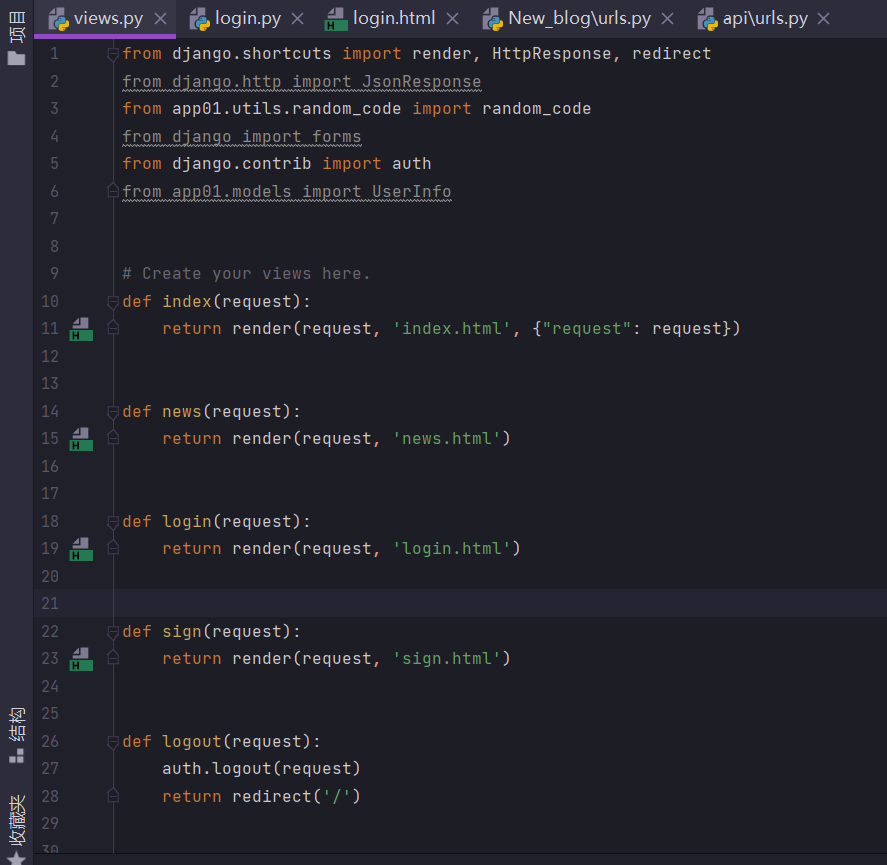 项目
views.py
login.py
login.html
New_blog\urls.py
api\urls.py
1 from django.shortcuts import render, HttpResponse, redirect
2 from django.http import JsonResponse
3 from app01.utils.random_code import random_code
4 from django import forms
5 from django.contrib import auth
6 from app01.models import UserInfo
7
8
9 # Create your views here.
10 def index(request):
11 H return render(request, 'index.html', {"request": request})
12
13
14 def news(request):
15 H return render(request, 'news.html')
16
17
18 def login(request):
19 H return render(request, 'login.html')
20
21
22 def sign(request):
23 H return render(request, 'sign.html')
24
25
26 def logout(request):
27 auth.logout(request)
28 return redirect('/')
29
30
结构
收藏夹